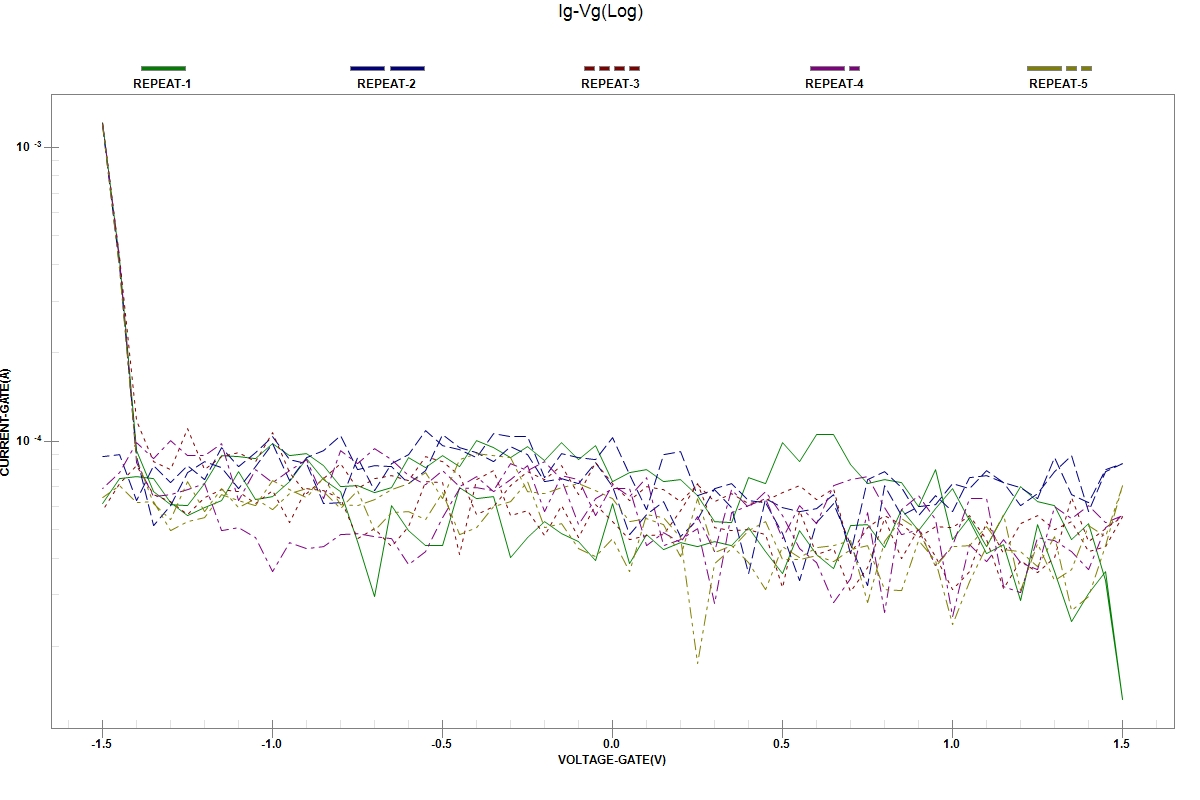 Ig-Vg(Log)
REPEAT-1 REPEAT-2 REPEAT-3 REPEAT-4 REPEAT-5
10 -3
10 -4
CURRENT-GATE(A)
-1.5 -1.0 -0.5 0.0 0.5 1.0 1.5
VOLTAGE-GATE(V)